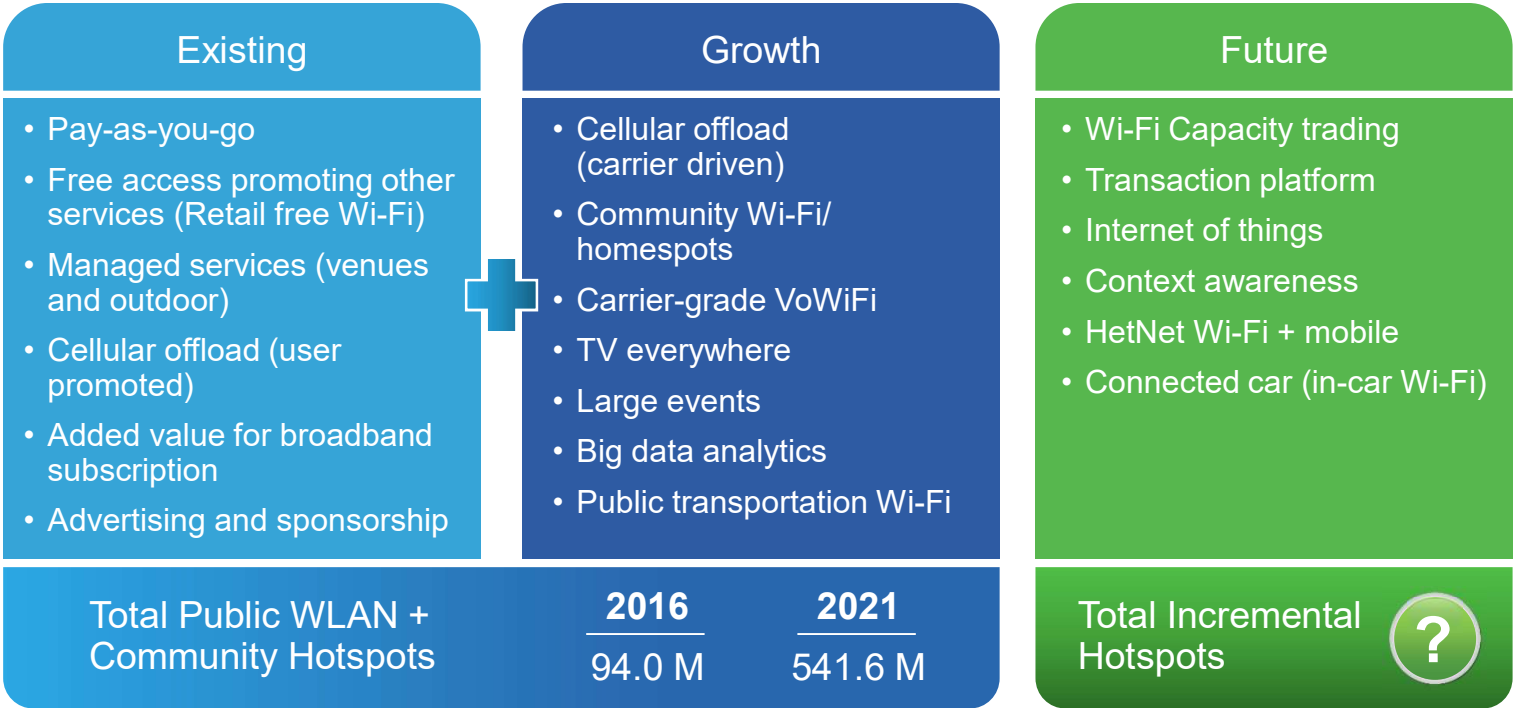 Existing
• Pay-as-you-go
• Free access promoting other
services (Retail free Wi-Fi)
• Managed services (venues
and outdoor)
• Cellular offload (user
promoted)
• Added value for broadband
subscription
• Advertising and sponsorship
Growth
• Cellular offload
(carrier driven)
• Community Wi-Fi/
homespots
• Carrier-grade VoWiFi
• TV everywhere
• Large events
• Big data analytics
• Public transportation Wi-Fi
Future
• Wi-Fi Capacity trading
• Transaction platform
• Internet of things
• Context awareness
• HetNet Wi-Fi + mobile
• Connected car (in-car Wi-Fi)
Total Public WLAN +
Community Hotspots
2016 2021
94.0 M 541.6 M
Total Incremental
Hotspots
?